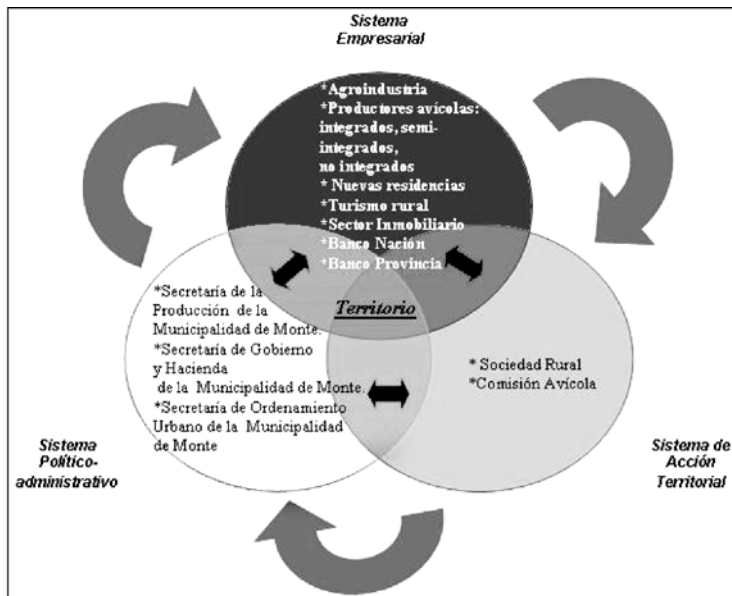 Sistema
Empresarial
*Agroindustria
*Productores avícolas:
integrados, semi-
integrados,
no integrados
* Nuevas residencias
*Turismo rural
*Sector Inmobiliario
*Banco Nación
*Banco Provincia
Territorio
*Secretaría de la
Producción de la
Municipalidad de Monte.
*Secretaría de Gobierno
y Hacienda
de la Municipalidad de Monte.
*Secretaría de Ordenamiento
Urbano de la Municipalidad
de Monte
* Sociedad Rural
*Comisión Avícola
Sistema
Político-
administrativo
Sistema de
Acción
Territorial